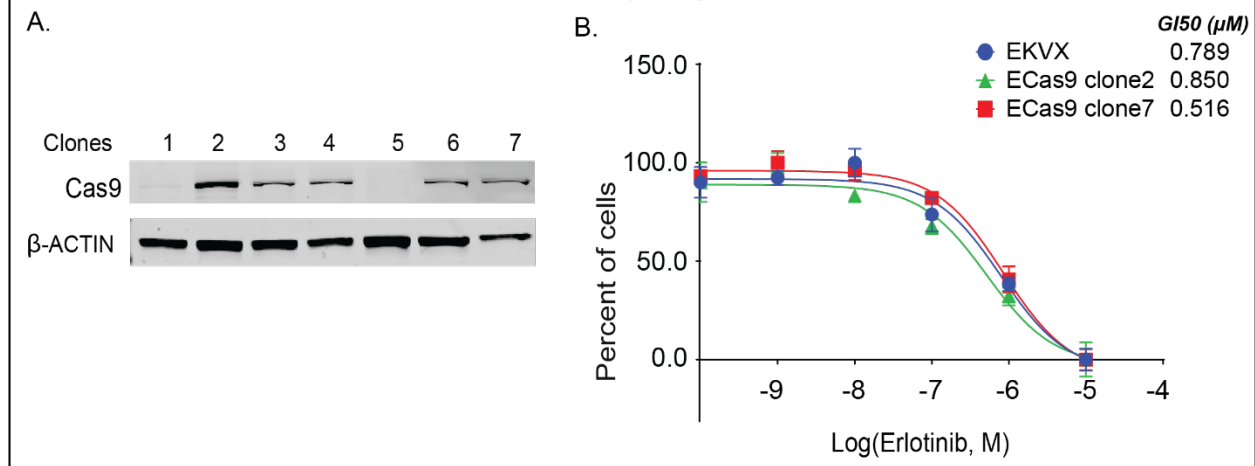 A.
Clones 1 2 3 4 5 6 7
Cas9
β-ACTIN
B.
GI50 (µM)
EKVX 0.789
ECas9 clone2 0.850
ECas9 clone7 0.516
Percent of cells
150.0
100.0
50.0
0.0
-9 -8 -7 -6 -5 -4
Log(Erlotinib, M)